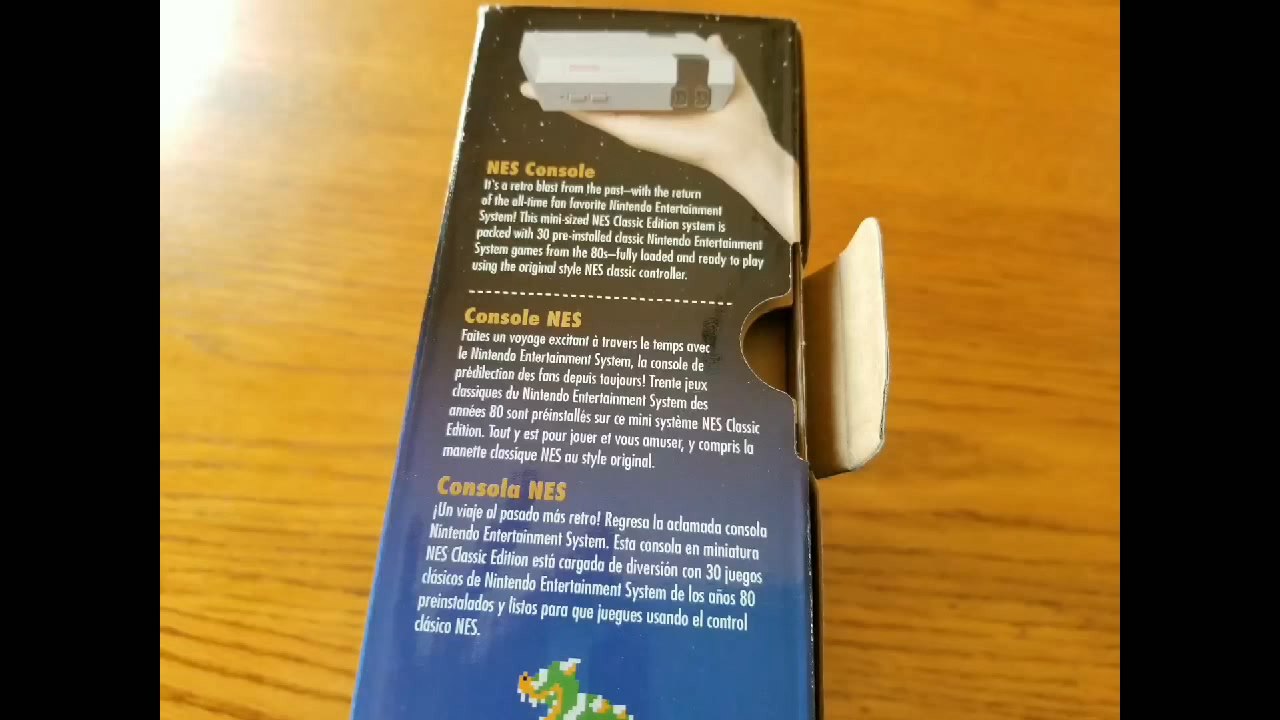 NES Console
It's a retro blast from the past—with the return
of the all-time fan favorite Nintendo Entertainment
System! This mini-sized NES Classic Edition system is
packed with 30 pre-installed classic Nintendo Entertainment
System games from the 80s—fully loaded and ready to play
using the original style NES classic controller.
Console NES
Faites un voyage excitant à travers le temps avec
le Nintendo Entertainment System, la console de
prédilection des fans depuis toujours! Trente jeux
classiques du Nintendo Entertainment System des
années 80 sont préinstallés sur ce mini système NES Classic
Edition. Tout y est pour jouer et vous amuser, y compris la
manette classique NES au style original.
Consola NES
¡Un viaje al pasado más retro! Regresa la aclamada consola
Nintendo Entertainment System. Esta consola en miniatura
NES Classic Edition está cargada de diversión con 30 juegos
clásicos de Nintendo Entertainment System de los años 80
preinstalados y listos para que juegues usando el control
clásico NES.